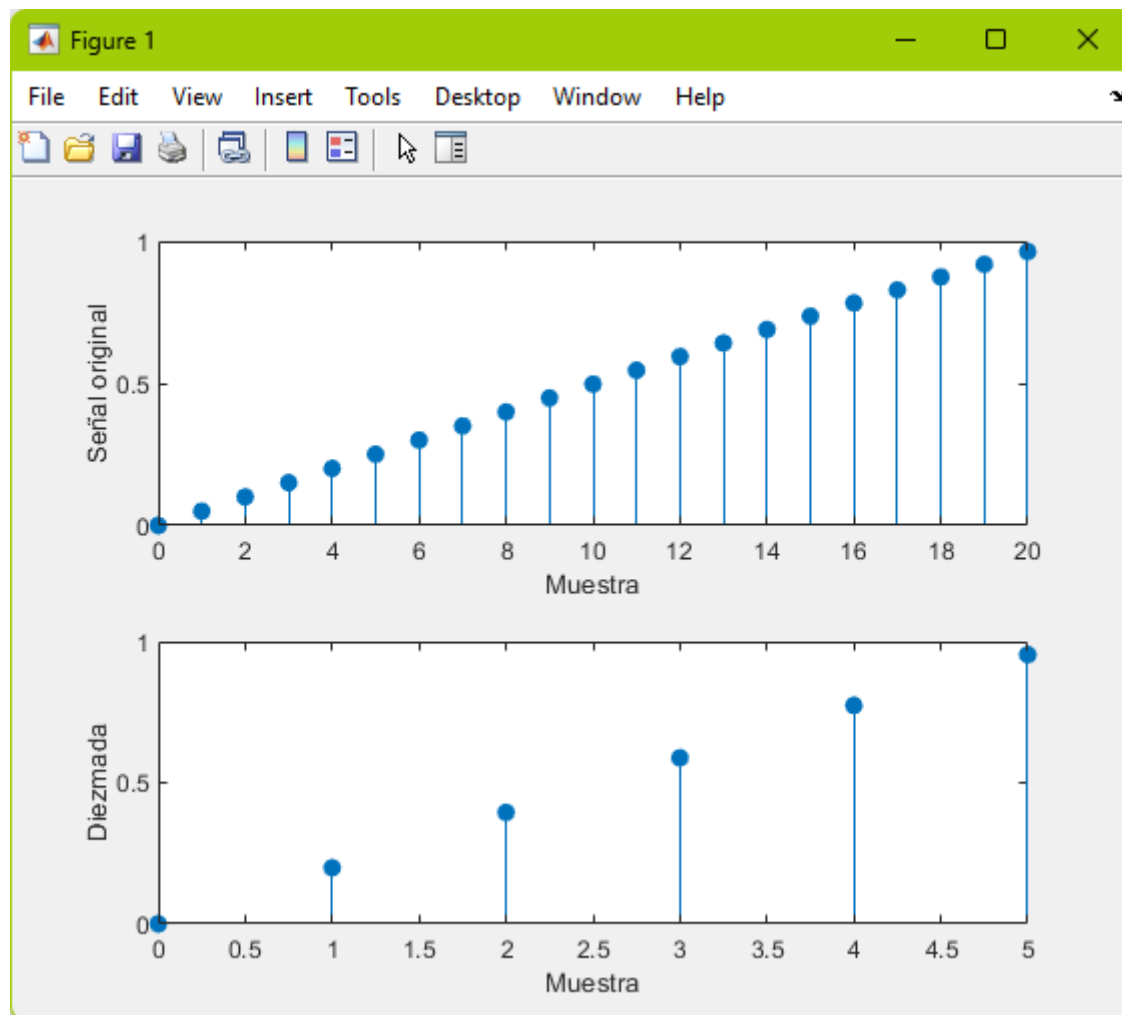 Figure 1
File Edit View Insert Tools Desktop Window Help
1
0.5
0
Señal original
0 2 4 6 8 10 12 14 16 18 20
Muestra
1
0.5
0
Diezmada
0 0.5 1 1.5 2 2.5 3 3.5 4 4.5 5
Muestra